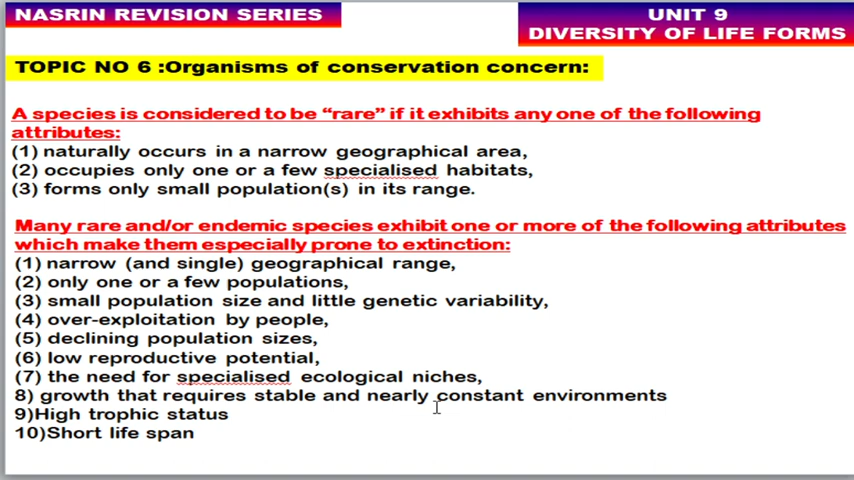 NASRIN REVISION SERIES
UNIT 9
DIVERSITY OF LIFE FORMS
TOPIC NO 6 :Organisms of conservation concern:
A species is considered to be “rare” if it exhibits any one of the following
attributes:
(1) naturally occurs in a narrow geographical area,
(2) occupies only one or a few specialised habitats,
(3) forms only small population(s) in its range.
Many rare and/or endemic species exhibit one or more of the following attributes
which make them especially prone to extinction:
(1) narrow (and single) geographical range,
(2) only one or a few populations,
(3) small population size and little genetic variability,
(4) over-exploitation by people,
(5) declining population sizes,
(6) low reproductive potential,
(7) the need for specialised ecological niches,
8) growth that requires stable and nearly constant environments
9)High trophic status
10)Short life span